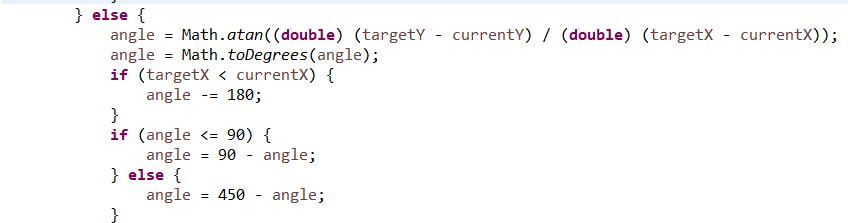 } else {
angle = Math.atan((double) (targetY - currentY) / (double) (targetX - currentX));
angle = Math.toDegrees(angle);
if (targetX < currentX) {
angle -= 180;
}
if (angle <= 90) {
angle = 90 - angle;
} else {
angle = 450 - angle;
}